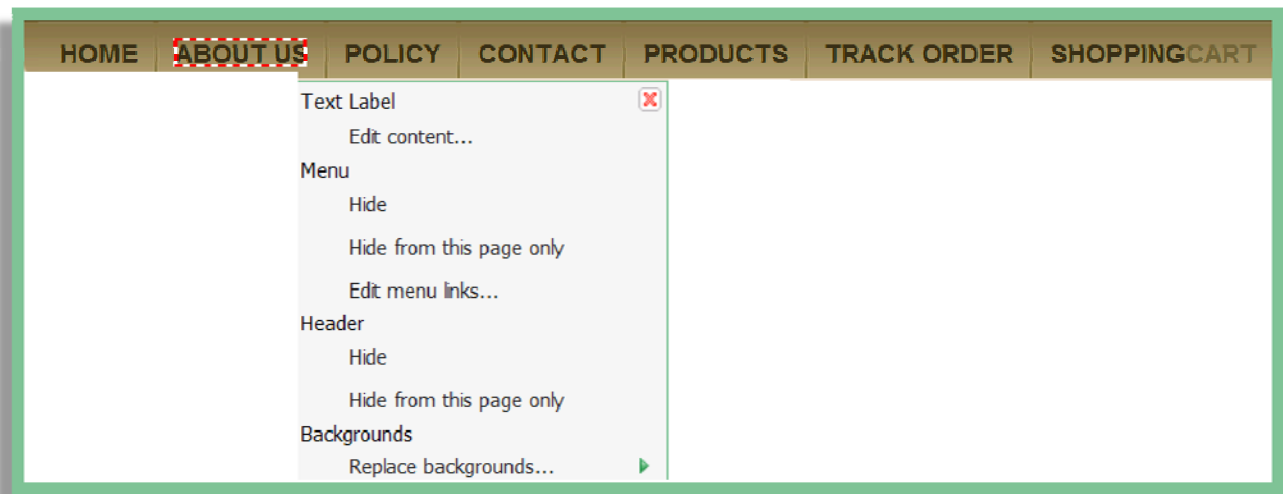 HOME ABOUT US POLICY CONTACT PRODUCTS TRACK ORDER SHOPPINGCART
Text Label
Edit content...
Menu
Hide
Hide from this page only
Edit menu links...
Header
Hide
Hide from this page only
Backgrounds
Replace backgrounds...